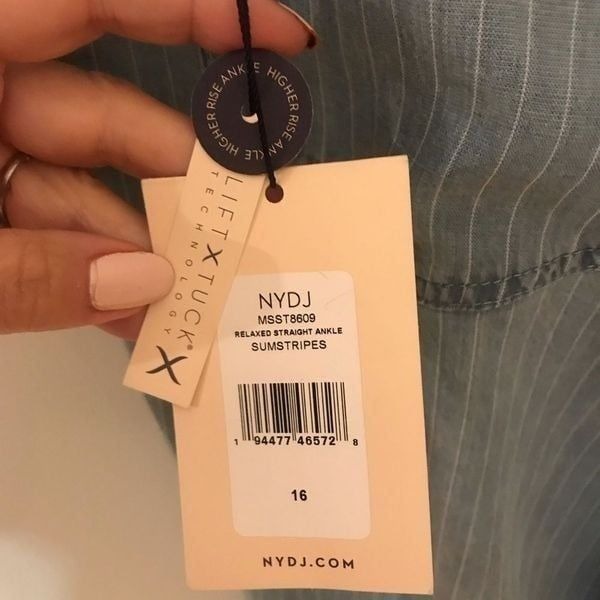 HIGHER RISE ANKLE HIGHER RISE ANKLE
LIFT X TUCK®
TECHNOLOGY
X
NYDJ
MSST8609
RELAXED STRAIGHT ANKLE
SUMSTRIPES
1 94477 46572 8
16
NYDJ.COM